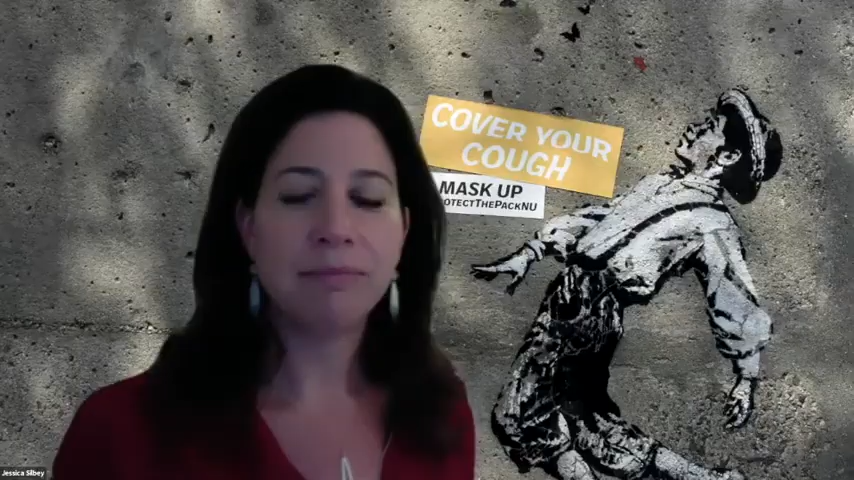 COVER YOUR
COUGH
MASK UP
OTECTTHEPACKNU
Jessica Silbey